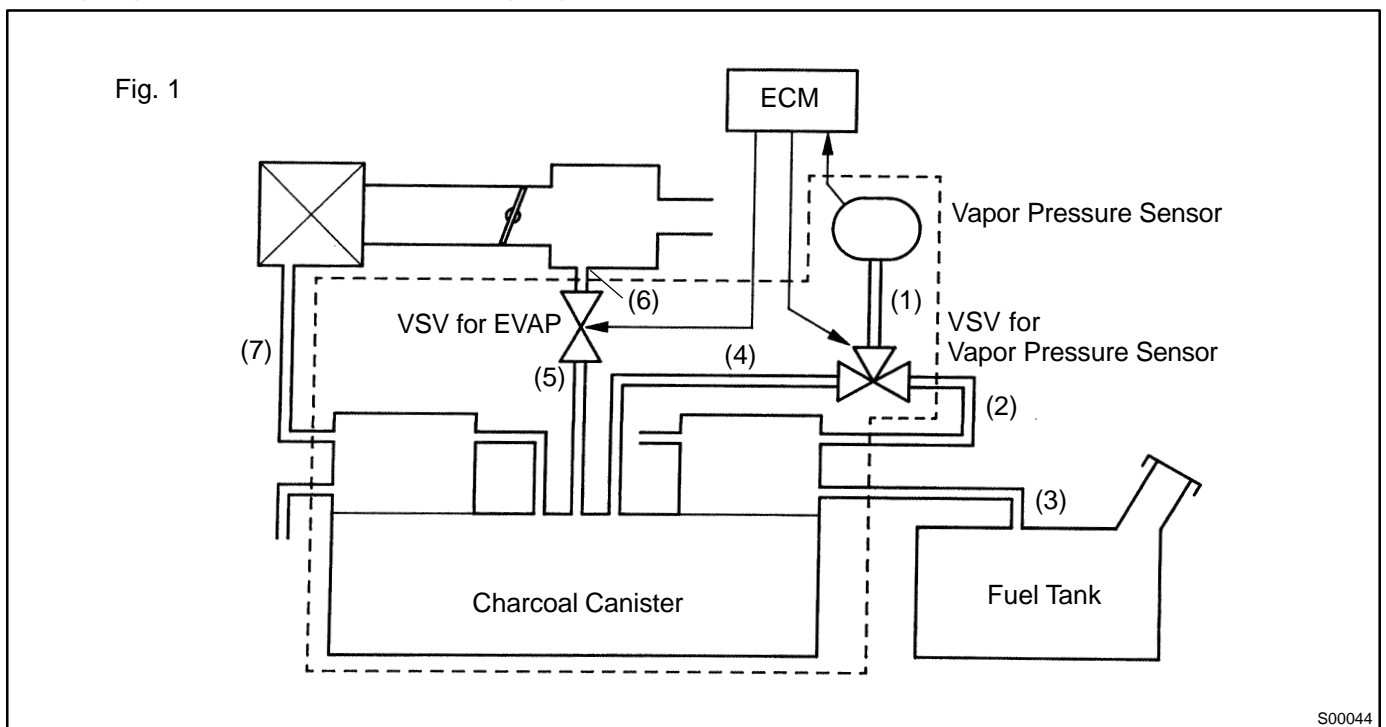 Fig. 1
ECM
Vapor Pressure Sensor
(1)
(6)
VSV for EVAP
VSV for
Vapor Pressure Sensor
(7)
(4)
(5)
(2)
(3)
Charcoal Canister
Fuel Tank
S00044